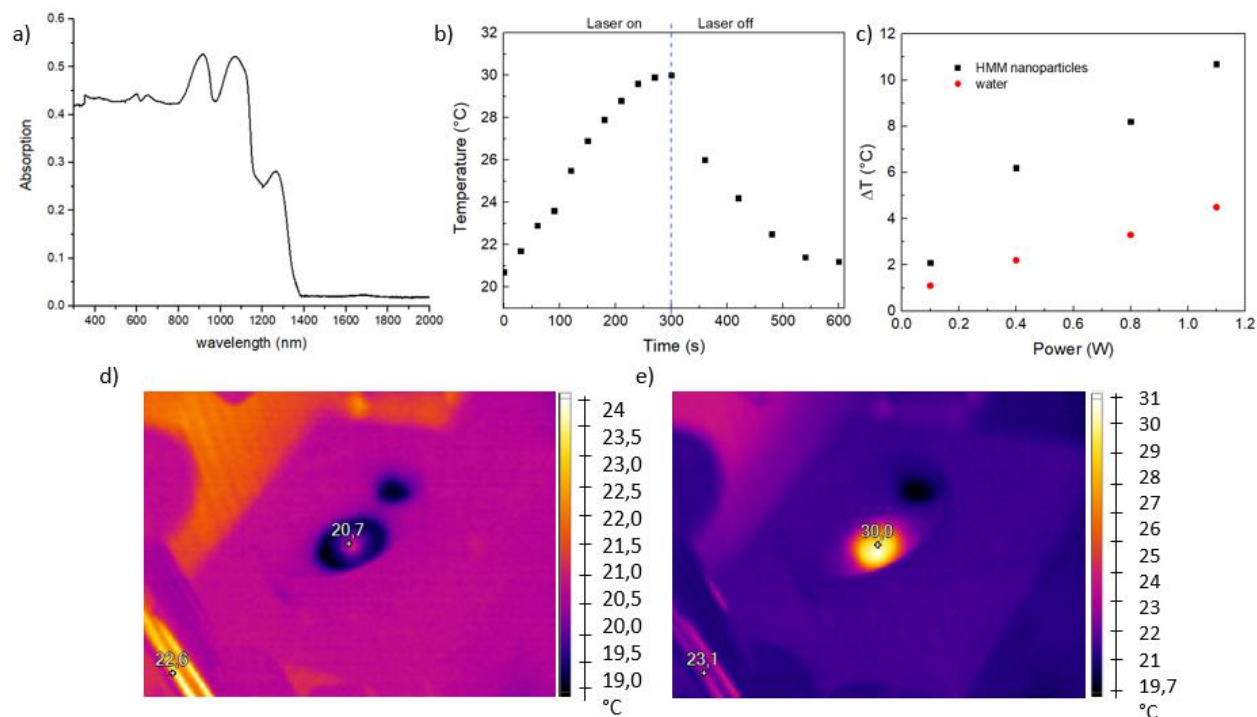 a)
0.6
0.5
0.4
0.3
0.2
0.1
0.0
Absorption
400 600 800 1000 1200 1400 1600 1800 2000
wavelength (nm)
b)
Laser on
Laser off
32
30
28
26
24
22
20
Temperature (°C)
0 100 200 300 400 500 600
Time (s)
c)
12
10
8
6
4
2
0
ΔT (°C)
HMM nanoparticles
water
0.0 0.2 0.4 0.6 0.8 1.0 1.2
Power (W)
d)
20,7
22,6
24
23,5
23,0
22,5
22,0
21,5
21,0
20,5
20,0
19,5
19,0
°C
e)
30,0
23,1
31
30
29
28
27
26
25
24
23
22
21
19,7
°C